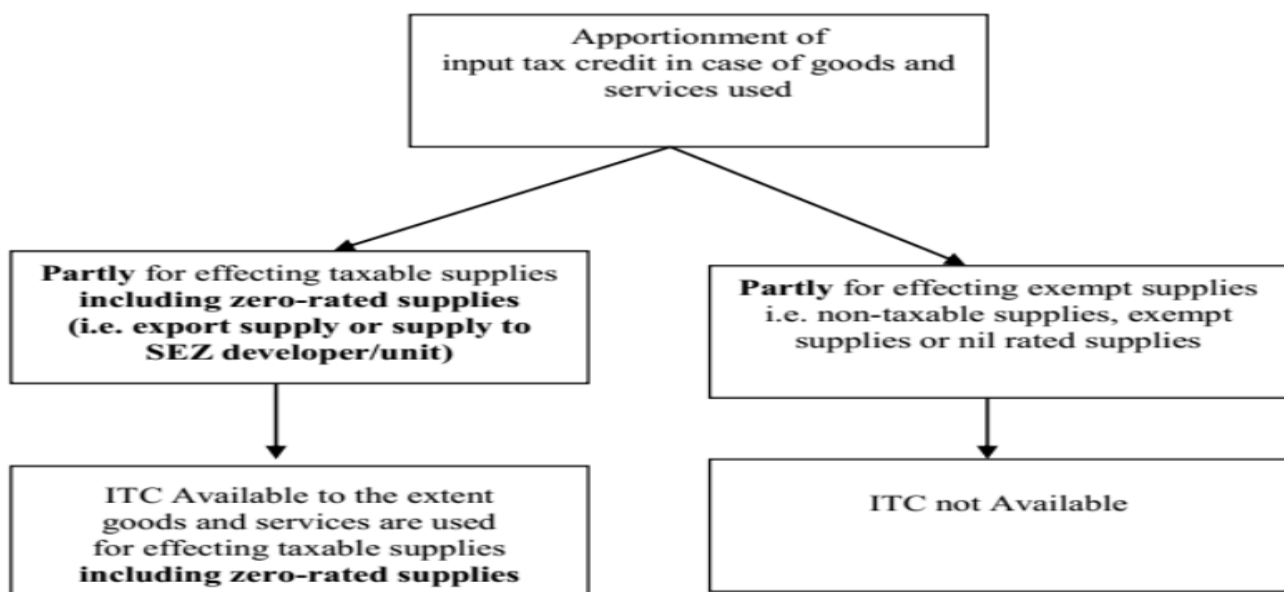 Apportionment of
input tax credit in case of goods and
services used
Partly for effecting taxable supplies
including zero-rated supplies
(i.e. export supply or supply to
SEZ developer/unit)
Partly for effecting exempt supplies
i.e. non-taxable supplies, exempt
supplies or nil rated supplies
ITC Available to the extent
goods and services are used
for effecting taxable supplies
including zero-rated supplies
ITC not Available